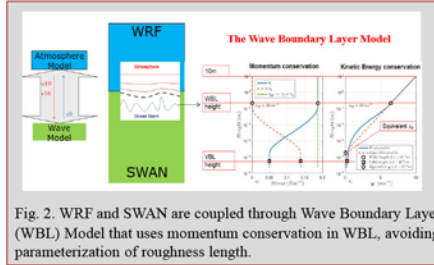 WRF
The Wave Boundary Layer Model
Atmosphere
Model
Wave
Model
Atmosphere
Ocean Wave
SWAN
Momentum conservation
Kinetic Energy conservation
10m
WBL
height
VBL
height
Equivalent z₀
Fig. 2. WRF and SWAN are coupled through Wave Boundary Laye
(WBL) Model that uses momentum conservation in WBL, avoiding
parameterization of roughness length.